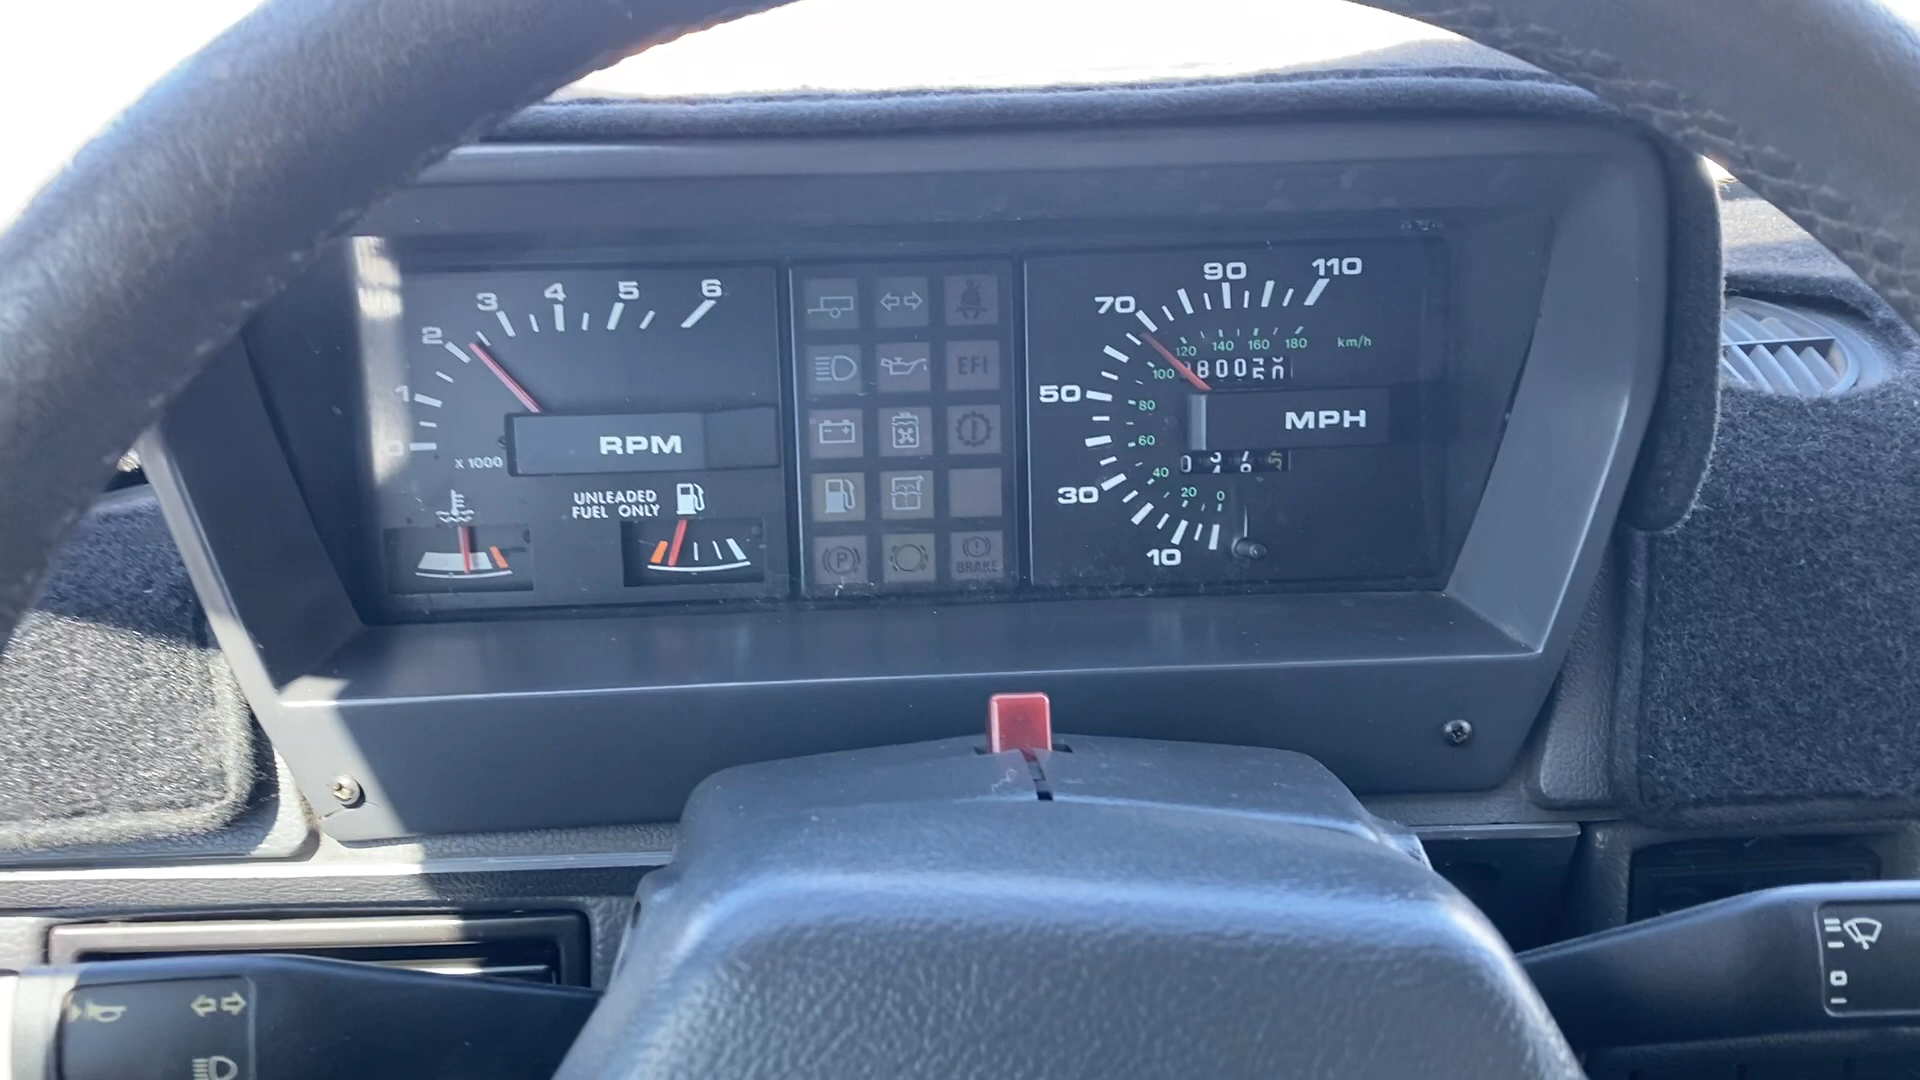 0 1 2 3 4 5 6
X 1000
RPM
UNLEADED
FUEL ONLY
EFI
P
BRAKE
10 30 50 70 90 110
0 20 40 60 80 100 120 140 160 180 km/h
MPH
0